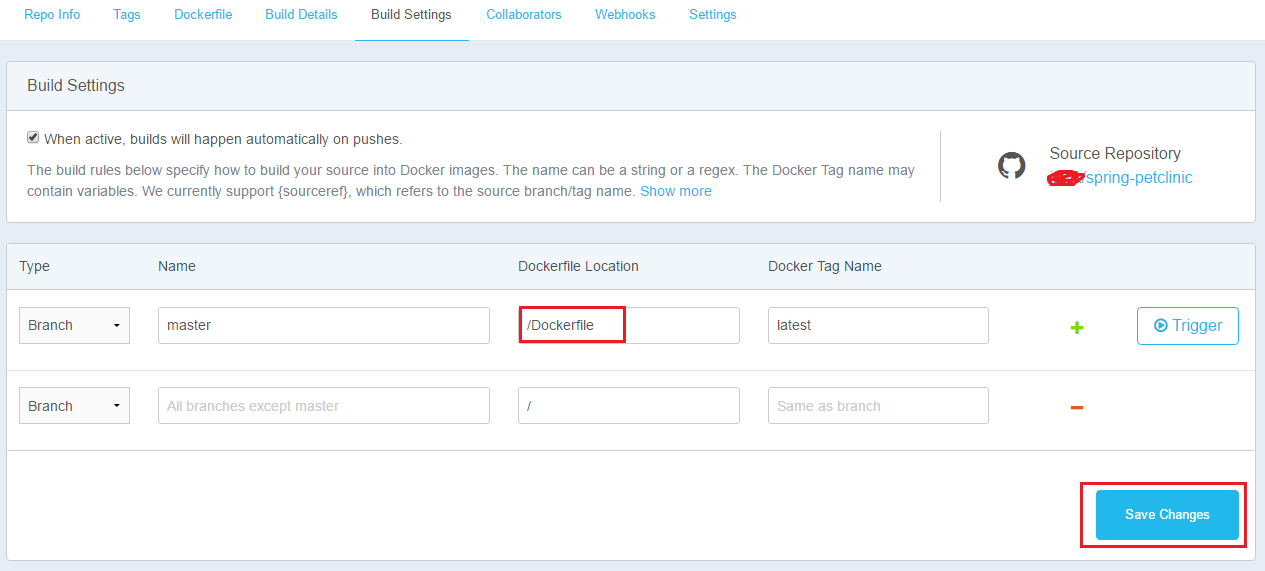 Repo Info Tags Dockerfile Build Details Build Settings Collaborators Webhooks Settings
Build Settings
When active, builds will happen automatically on pushes.
The build rules below specify how to build your source into Docker images. The name can be a string or a regex. The Docker Tag name may
contain variables. We currently support {sourceref}, which refers to the source branch/tag name. Show more
Source Repository
/spring-petclinic
Type Name Dockerfile Location Docker Tag Name
Branch master /Dockerfile latest Trigger
Branch All branches except master / Same as branch
Save Changes